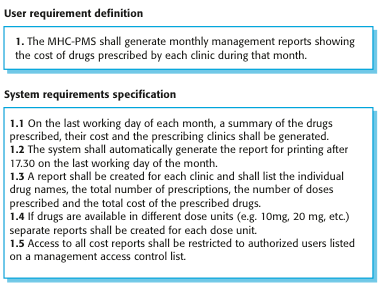 User requirement definition
1. The MHC-PMS shall generate monthly management reports showing
the cost of drugs prescribed by each clinic during that month.
System requirements specification
1.1 On the last working day of each month, a summary of the drugs
prescribed, their cost and the prescribing clinics shall be generated.
1.2 The system shall automatically generate the report for printing after
17.30 on the last working day of the month.
1.3 A report shall be created for each clinic and shall list the individual
drug names, the total number of prescriptions, the number of doses
prescribed and the total cost of the prescribed drugs.
1.4 If drugs are available in different dose units (e.g. 10mg, 20 mg, etc.)
separate reports shall be created for each dose unit.
1.5 Access to all cost reports shall be restricted to authorized users listed
on a management access control list.